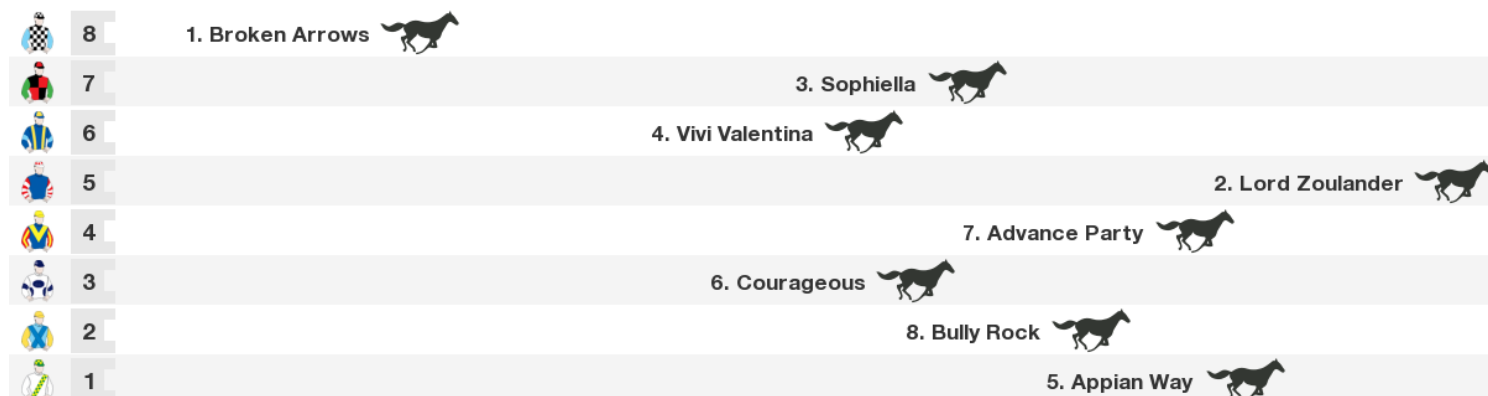 8 1. Broken Arrows
7 3. Sophiella
6 4. Vivi Valentina
5 2. Lord Zoulander
4 7. Advance Party
3 6. Courageous
2 8. Bully Rock
1 5. Appian Way